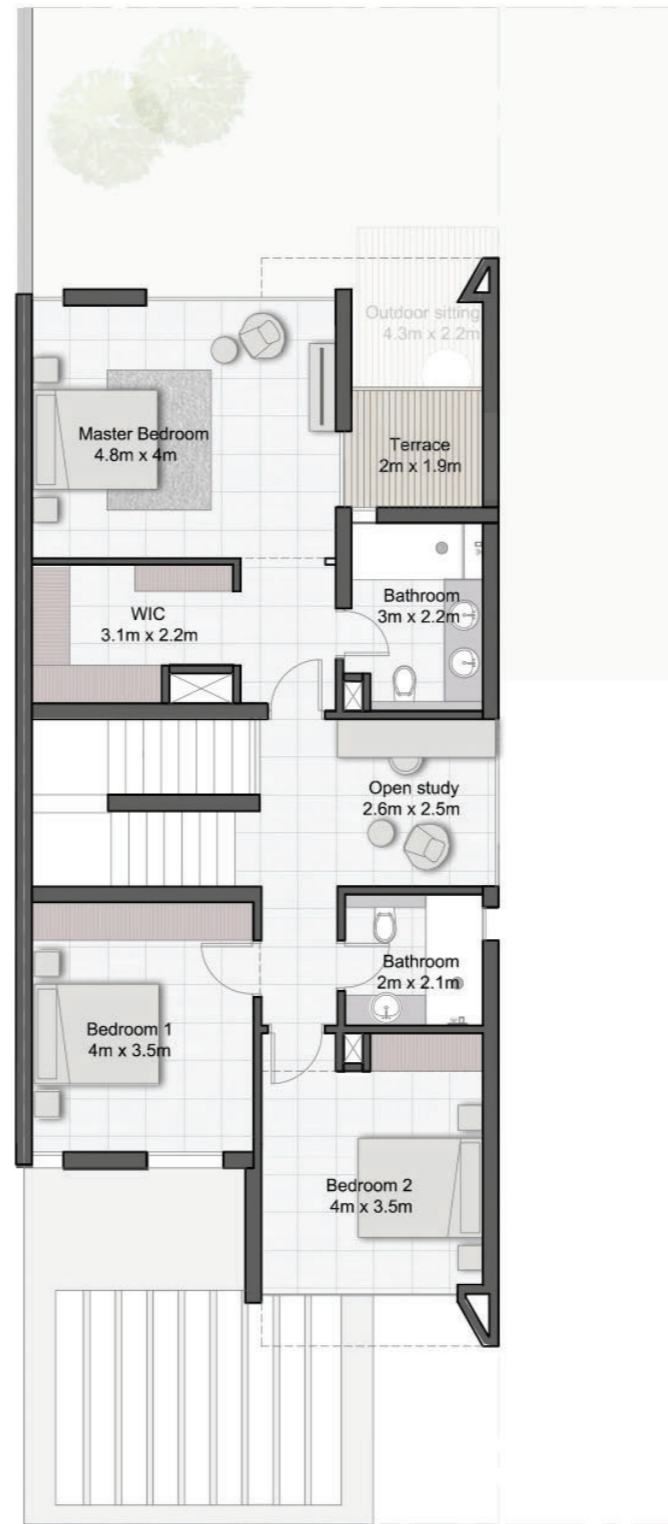 Outdoor sitting
4.3m x 2.2m
Master Bedroom
4.8m x 4m
Terrace
2m x 1.9m
Bathroom
3m x 2.2m
WIC
3.1m x 2.2m
Open study
2.6m x 2.5m
Bathroom
2m x 2.1m
Bedroom 1
4m x 3.5m
Bedroom 2
4m x 3.5m